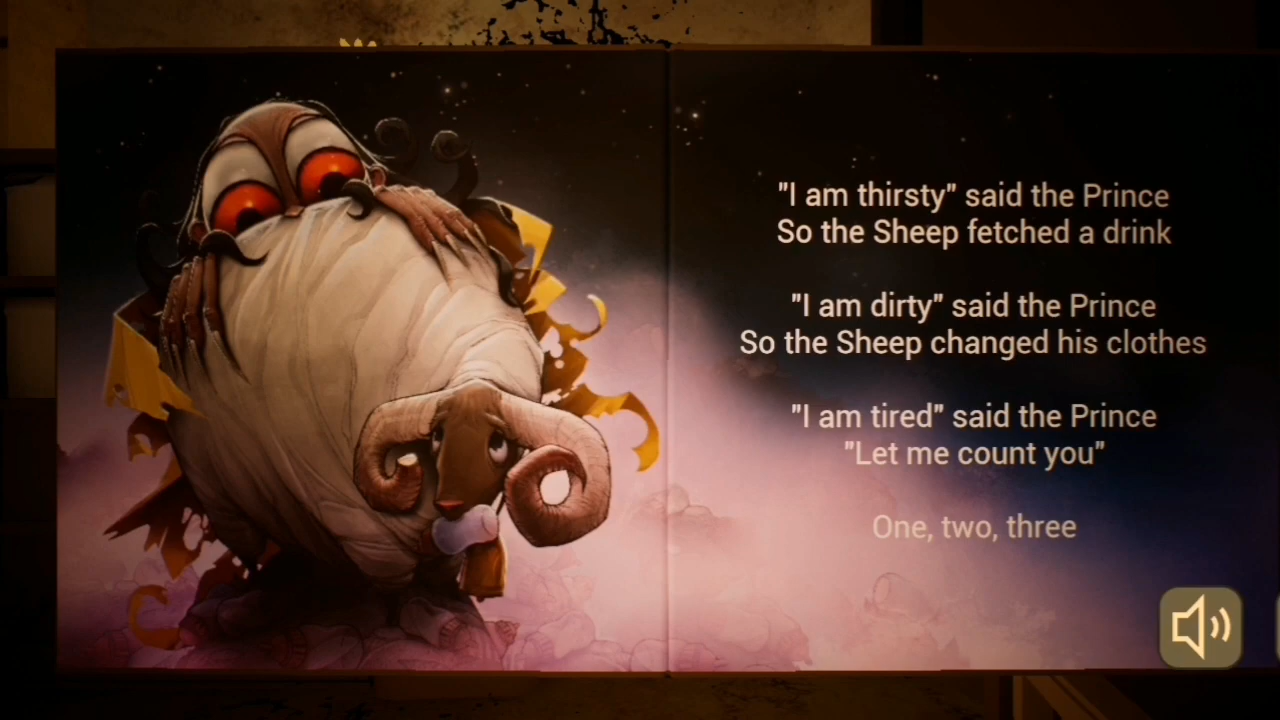 "I am thirsty" said the Prince
So the Sheep fetched a drink
"I am dirty" said the Prince
So the Sheep changed his clothes
"I am tired" said the Prince
"Let me count you"
One, two, three